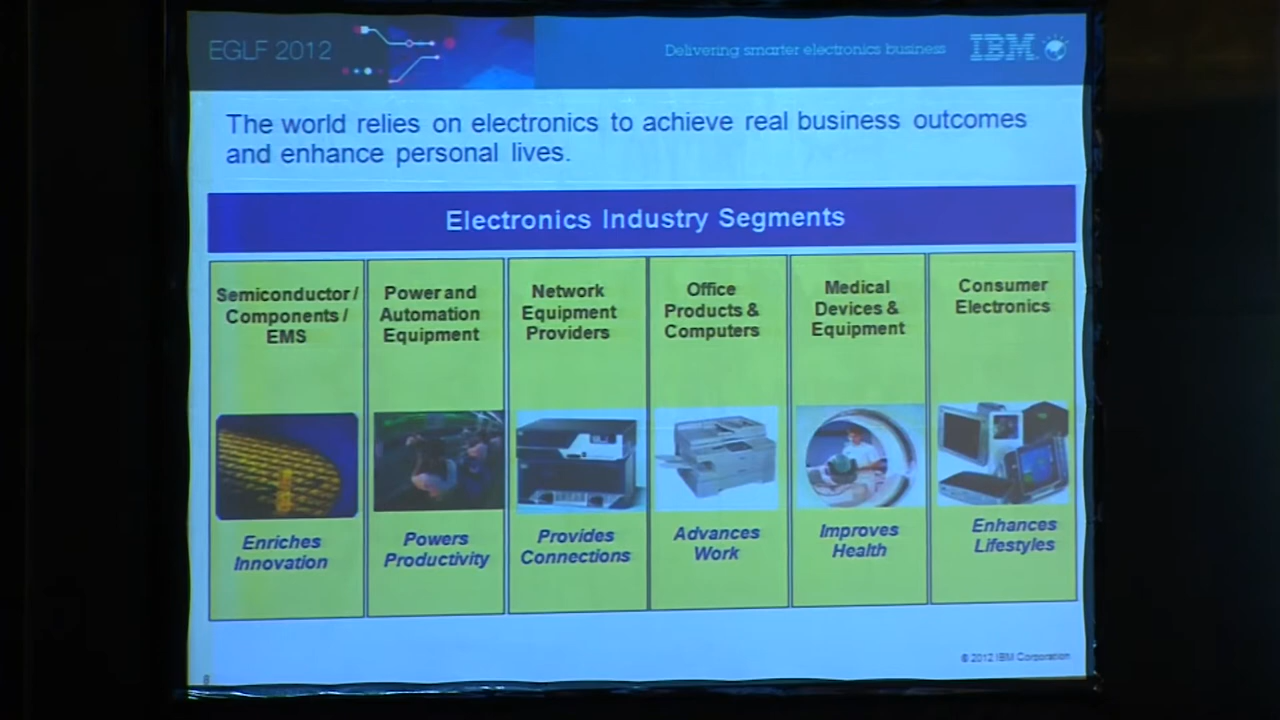 EGLF 2012
Delivering smarter electronics business
IBM
The world relies on electronics to achieve real business outcomes
and enhance personal lives.
Electronics Industry Segments
Semiconductor /
Components /
EMS
Power and
Automation
Equipment
Network
Equipment
Providers
Office
Products &
Computers
Medical
Devices &
Equipment
Consumer
Electronics
Enriches
Innovation
Powers
Productivity
Provides
Connections
Advances
Work
Improves
Health
Enhances
Lifestyles
© 2012 IBM Corporation